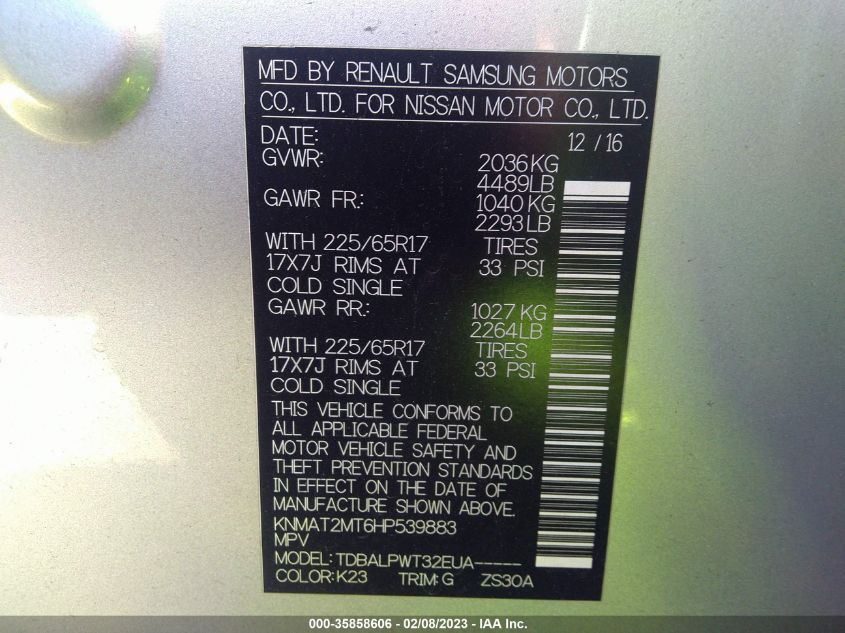 MFD BY RENAULT SAMSUNG MOTORS
CO., LTD. FOR NISSAN MOTOR CO., LTD.
DATE: 12 / 16
GVWR: 2036 KG
4489LB
GAWR FR.: 1040 KG
2293 LB
WITH 225/65R17 TIRES
17X7J RIMS AT 33 PSI
COLD SINGLE
GAWR RR.: 1027 KG
2264LB
WITH 225/65R17 TIRES
17X7J RIMS AT 33 PSI
COLD SINGLE
THIS VEHICLE CONFORMS TO
ALL APPLICABLE FEDERAL
MOTOR VEHICLE SAFETY AND
THEFT PREVENTION STANDARDS
IN EFFECT ON THE DATE OF
MANUFACTURE SHOWN ABOVE.
KNMAT2MT6HP539883
MPV
MODEL: TDBALPWT32EUA-----
COLOR: K23 TRIM: G ZS30A
000-35858606 - 02/08/2023 - IAA Inc.